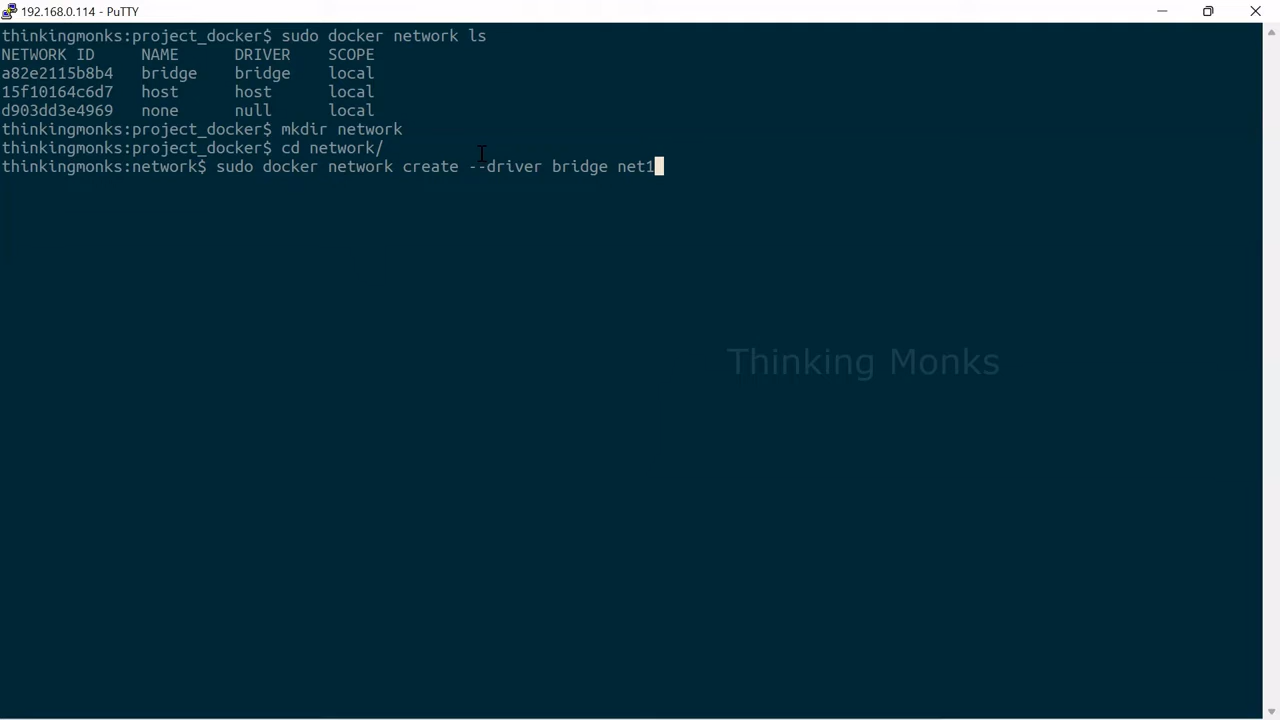 192.168.0.114 - PuTTY
thinkingmonks:project_docker$ sudo docker network ls
NETWORK ID   NAME      DRIVER    SCOPE
a82e2115b8b4   bridge    bridge    local
15f10164c6d7   host      host      local
d903dd3e4969   none      null      local
thinkingmonks:project_docker$ mkdir network
thinkingmonks:project_docker$ cd network/
thinkingmonks:network$ sudo docker network create --driver bridge net1
Thinking Monks